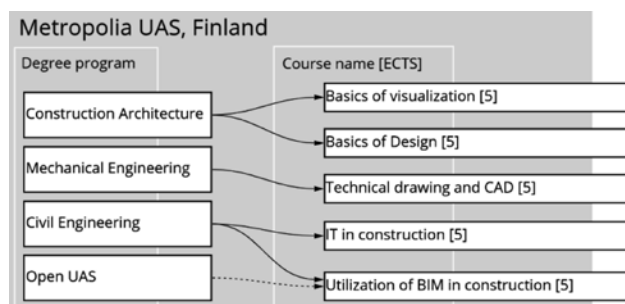 Metropolia UAS, Finland
Degree program
Course name [ECTS]
Construction Architecture
Basics of visualization [5]
Basics of Design [5]
Mechanical Engineering
Technical drawing and CAD [5]
Civil Engineering
IT in construction [5]
Open UAS
Utilization of BIM in construction [5]